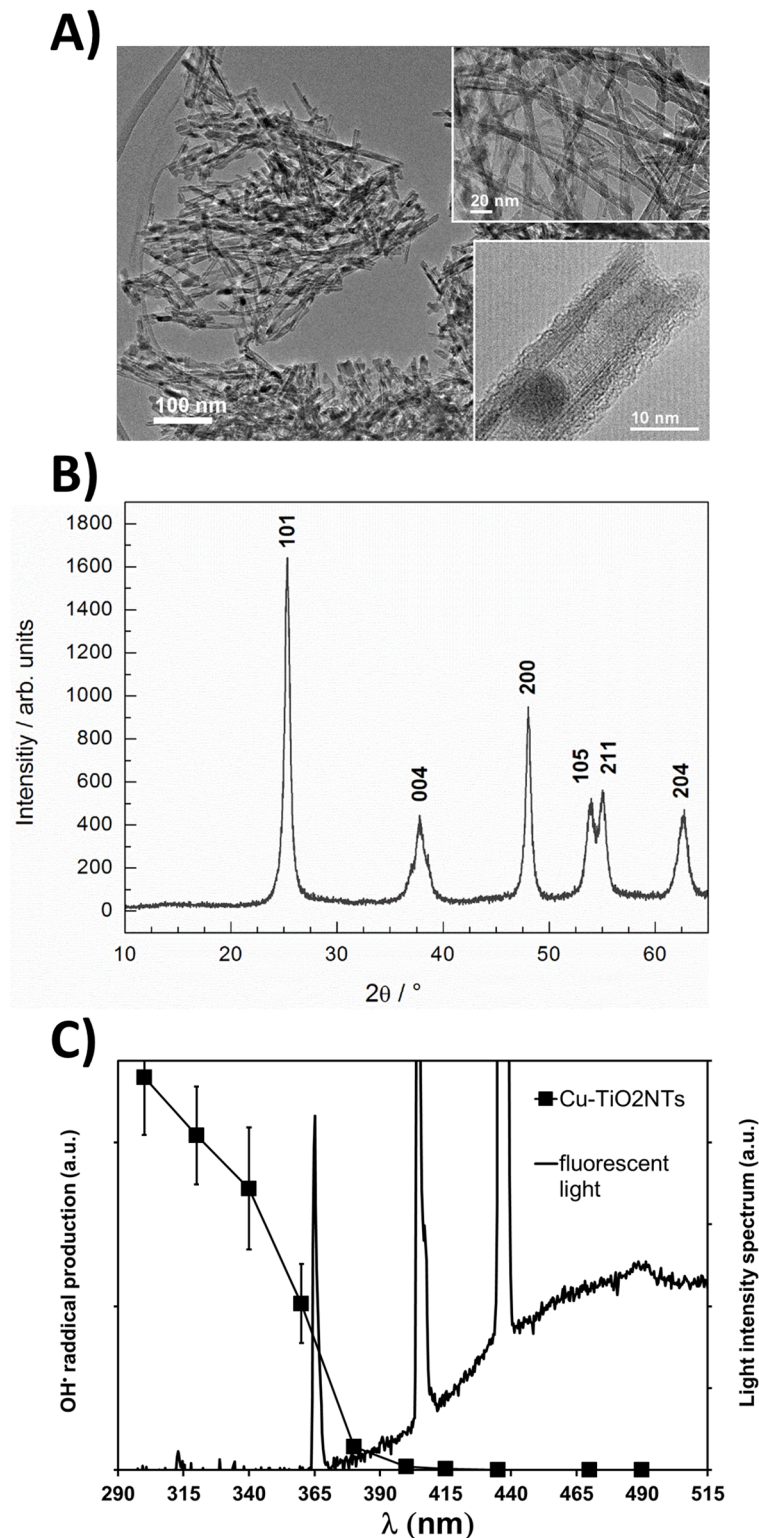 A)
20 nm
100 nm
10 nm
B)
Intensitiy / arb. units
1800
1600
1400
1200
1000
800
600
400
200
0
101
004
200
105
211
204
10
20
30
40
50
60
2θ / °
C)
OH• raddical production (a.u.)
Cu-TiO2NTs
fluorescent
light
Light intensity spectrum (a.u.)
290
315
340
365
390
415
440
465
490
515
λ (nm)